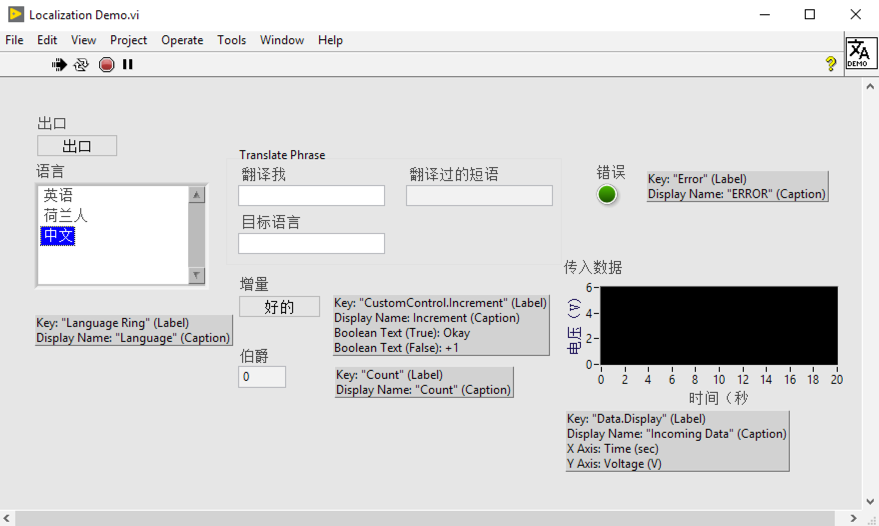 Localization Demo.vi
File Edit View Project Operate Tools Window Help
文A
DEMO
?
出口
出口
语言
英语
荷兰人
中文
Key: "Language Ring" (Label)
Display Name: "Language" (Caption)
Translate Phrase
翻译我
翻译过的短语
目标语言
增量
好的
Key: "CustomControl.Increment" (Label)
Display Name: Increment (Caption)
Boolean Text (True): Okay
Boolean Text (False): +1
伯爵
0
Key: "Count" (Label)
Display Name: "Count" (Caption)
错误
Key: "Error" (Label)
Display Name: "ERROR" (Caption)
传入数据
电压 (V)
6
4
2
0
0 2 4 6 8 10 12 14 16 18 20
时间（秒
Key: "Data.Display" (Label)
Display Name: "Incoming Data" (Caption)
X Axis: Time (sec)
Y Axis: Voltage (V)